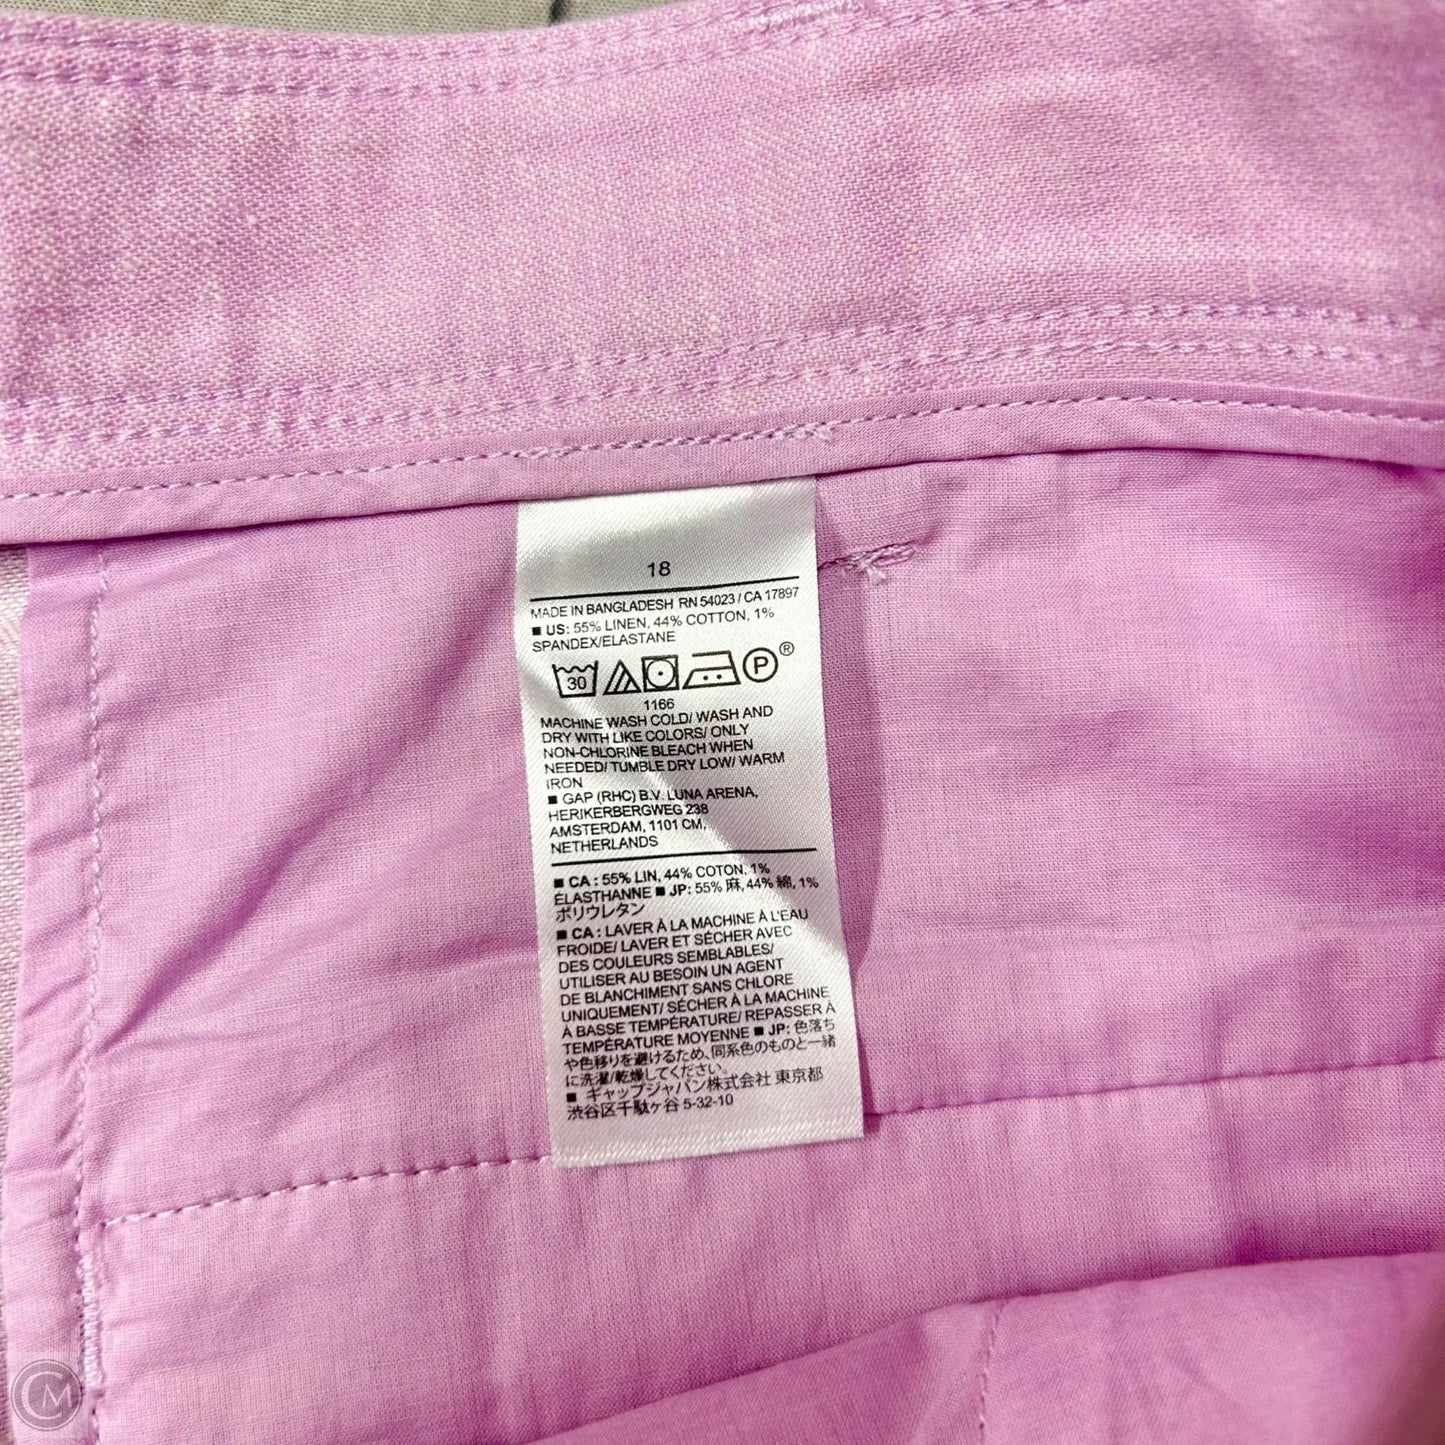 18
MADE IN BANGLADESH RN 54023 / CA 17897
■ US: 55% LINEN, 44% COTTON, 1%
SPANDEX/ELASTANE
30 P®
1166
MACHINE WASH COLD/ WASH AND
DRY WITH LIKE COLORS/ ONLY
NON-CHLORINE BLEACH WHEN
NEEDED/ TUMBLE DRY LOW/ WARM
IRON
■ GAP (RHC) B.V. LUNA ARENA,
HERIKERBERGWEG 238
AMSTERDAM, 1101 CM,
NETHERLANDS
■ CA : 55% LIN, 44% COTON, 1%
ÉLASTHANNE ■ JP: 55% 麻, 44% 綿, 1%
ポリウレタン
■ CA : LAVER À LA MACHINE À L'EAU
FROIDE/ LAVER ET SÉCHER AVEC
DES COULEURS SEMBLABLES/
UTILISER AU BESOIN UN AGENT
DE BLANCHIMENT SANS CHLORE
UNIQUEMENT/ SÉCHER À LA MACHINE
À BASSE TEMPÉRATURE/ REPASSER À
TEMPÉRATURE MOYENNE ■ JP: 色落ち
や色移りを避けるため、同系色のものと一緒
に洗濯/乾燥してください。
■ ギャップジャパン株式会社 東京都
渋谷区千駄ヶ谷 5-32-10
CM